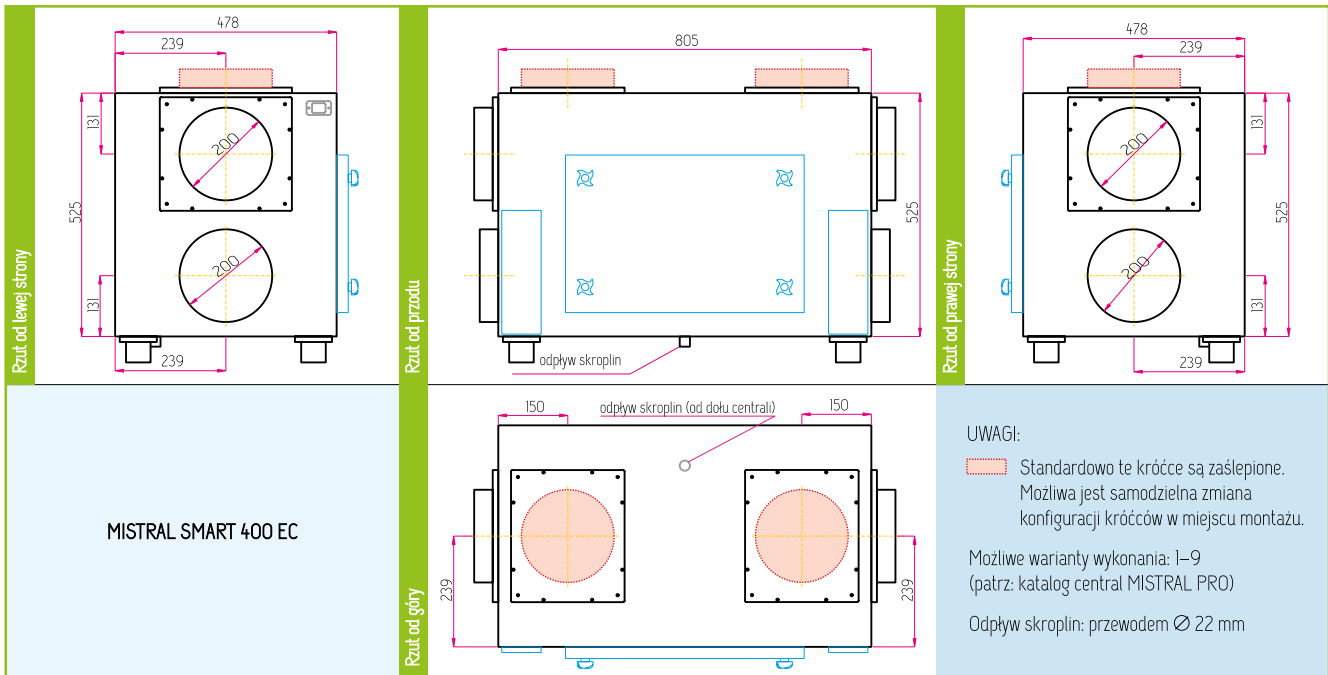 Rzut od lewej strony
478
239
131
200
525
200
131
239
Rzut od przodu
805
525
odpływ skroplin
Rzut od prawej strony
478
239
131
200
525
200
131
239
MISTRAL SMART 400 EC
Rzut od góry
150
odpływ skroplin (od dołu centrali)
150
239
239
UWAGI:
Standardowo te króćce są zaślepione.
Możliwa jest samodzielna zmiana
konfiguracji króćców w miejscu montażu.
Możliwe warianty wykonania: 1–9
(patrz: katalog central MISTRAL PRO)
Odpływ skroplin: przewodem Ø 22 mm